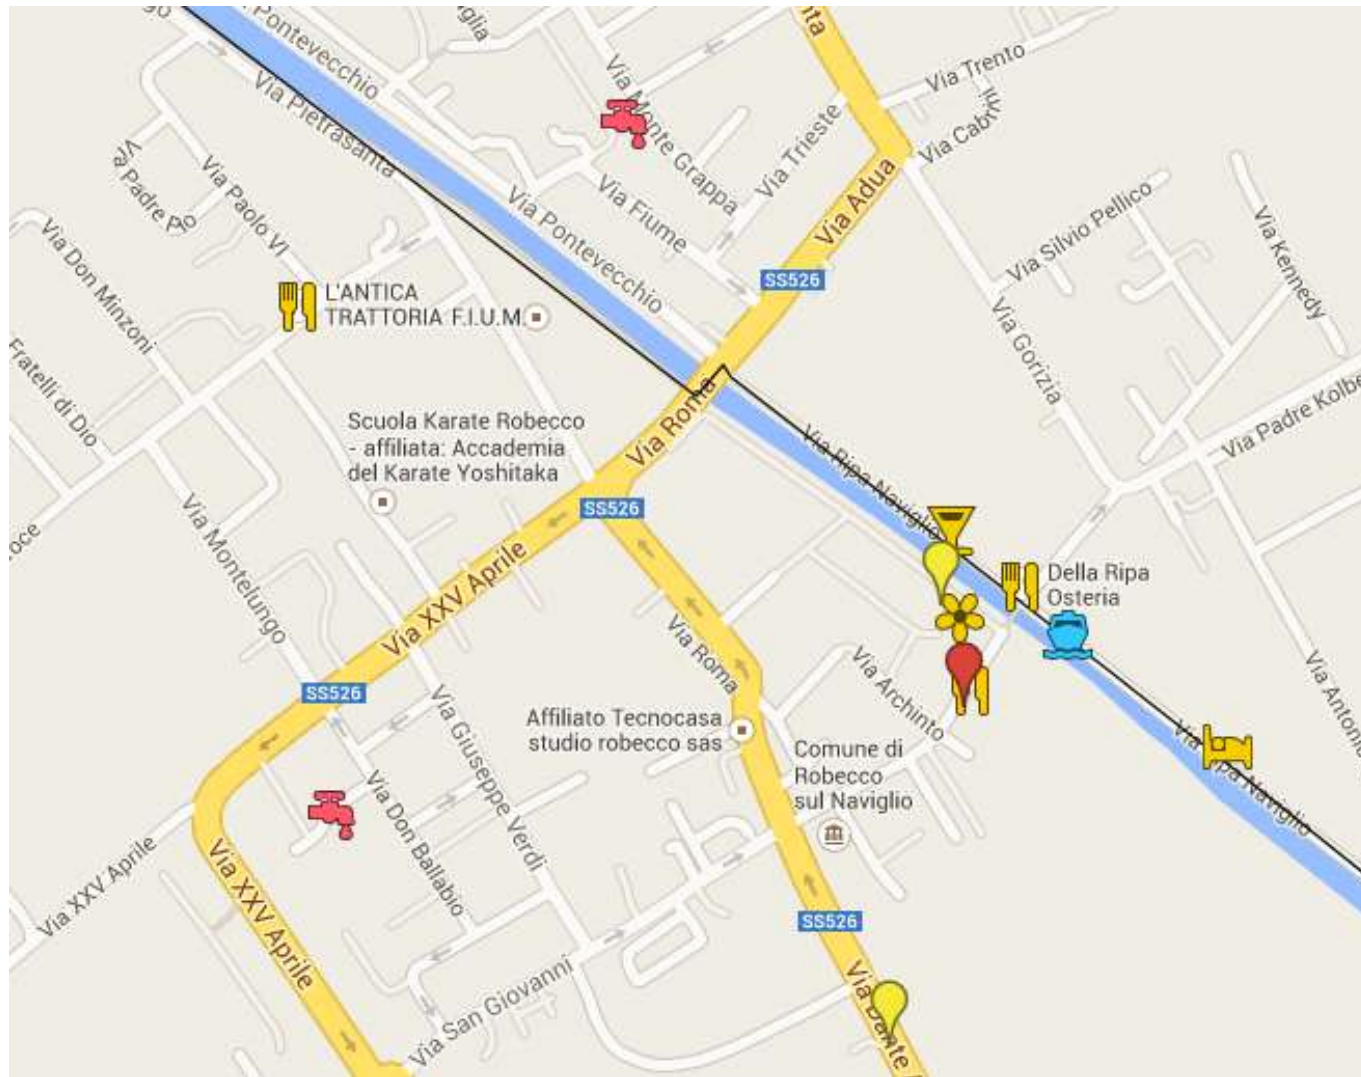 Pontevecchio
Via Pietrasanta
Via Monte Grappa
Via Trento
Via Trieste
Via Adua
Via Padre Pio
Via Paolo VI
Via Pontevecchio
Via Fiume
Via Silvio Pellico
Via Kennedy
Via Don Minzoni
SS526
L'ANTICA
TRATTORIA F.I.U.M.
Via Gorizia
Fratelli di Dio
Via Roma
Scuola Karate Robecco
- affiliata: Accademia
del Karate Yoshitaka
Via Padre Kolbe
Via Ripa Naviglio
SS526
Via Montelungo
Via XXV Aprile
Della Ripa
Osteria
Via Roma
Via Archinto
Via Antonio
SS526
Via Giuseppe Verdi
Affiliato Tecnocasa
studio robecco sas
Comune di
Robecco
sul Naviglio
Via Ripa Naviglio
Via Don Ballabio
Via XXV Aprile
Via XXV Aprile
SS526
Via San Giovanni
Via Dante